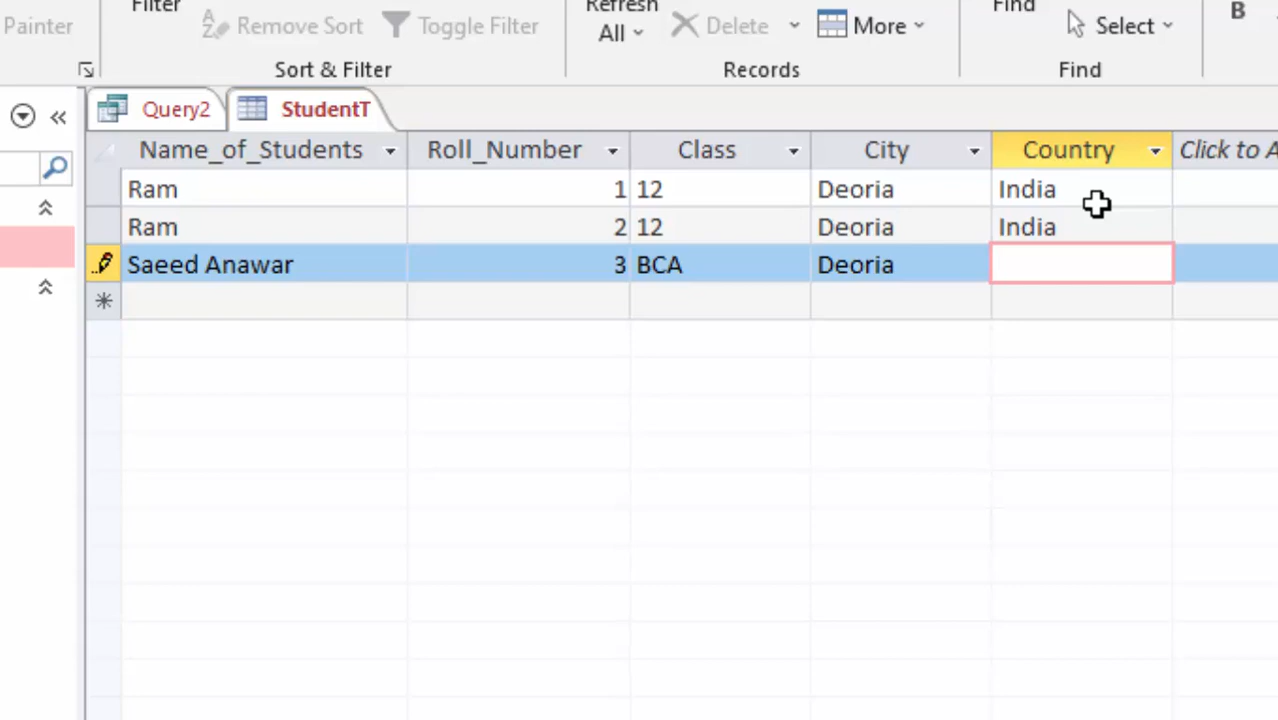 Filter
Refresh
Find
B
Painter
Remove Sort
Toggle Filter
All
Delete
More
Select
Sort & Filter
Records
Find
Query2
StudentT
Name_of_Students Roll_Number Class City Country Click to A
Ram 1 12 Deoria India
Ram 2 12 Deoria India
Saeed Anawar 3 BCA Deoria